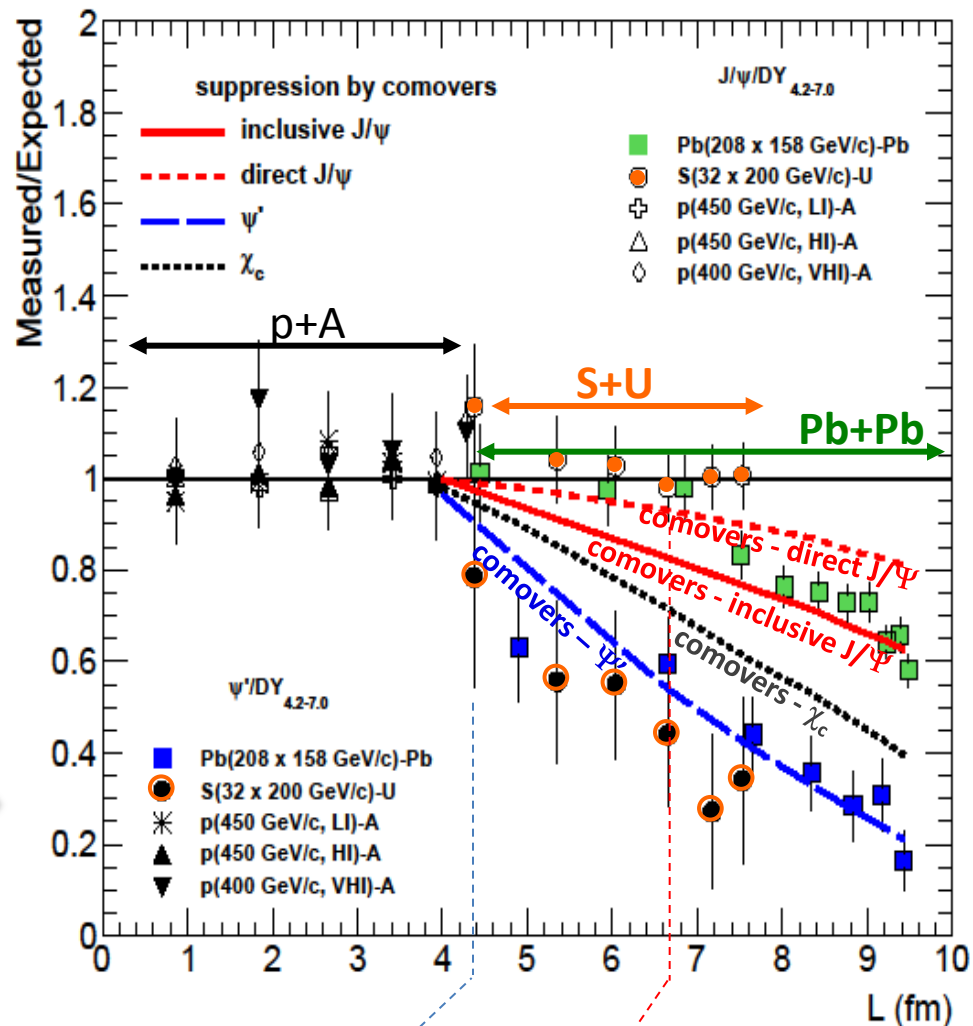 Measured/Expected
2
1.8
1.6
1.4
1.2
1
0.8
0.6
0.4
0.2
0
suppression by comovers
inclusive J/ψ
direct J/ψ
ψ'
χc
J/ψ/DY4.2-7.0
Pb(208 x 158 GeV/c)-Pb
S(32 x 200 GeV/c)-U
p(450 GeV/c, LI)-A
p(450 GeV/c, HI)-A
p(400 GeV/c, VHI)-A
p+A
S+U
Pb+Pb
comovers - direct J/Ψ
comovers - inclusive J/Ψ
comovers - χc
comovers – Ψ'
ψ'/DY4.2-7.0
Pb(208 x 158 GeV/c)-Pb
S(32 x 200 GeV/c)-U
p(450 GeV/c, LI)-A
p(450 GeV/c, HI)-A
p(400 GeV/c, VHI)-A
0 1 2 3 4 5 6 7 8 9 10
L (fm)